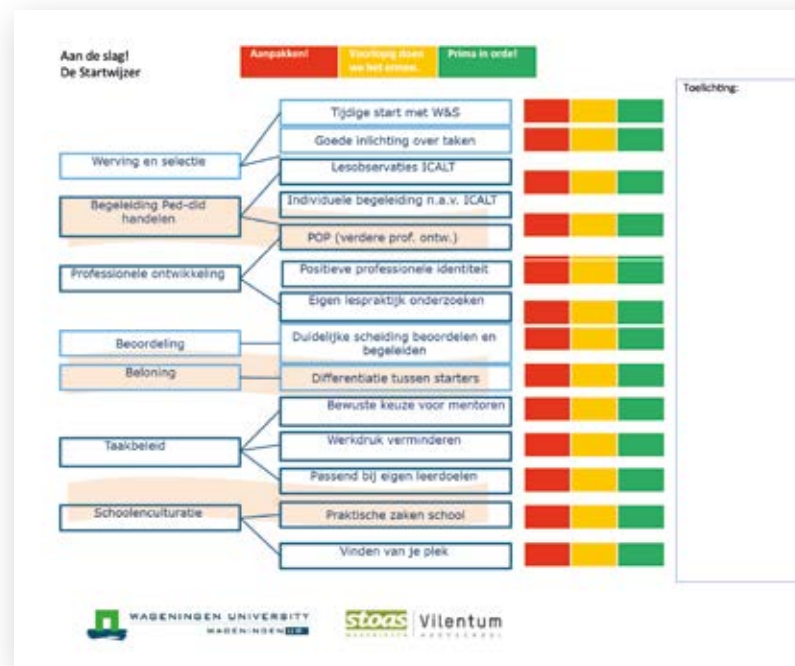 Aan de slag!
De Startwijzer
Aanpakken!
Voorlopig doen
we het ermee.
Prima in orde!
Toelichting:
Tijdige start met W&S
Goede inlichting over taken
Werving en selectie
Lesobservaties ICALT
Begeleiding Ped-did
handelen
Individuele begeleiding n.a.v. ICALT
POP (verdere prof. ontw.)
Professionele ontwikkeling
Positieve professionele identiteit
Eigen lespraktijk onderzoeken
Beoordeling
Duidelijke scheiding beoordelen en
begeleiden
Beloning
Differentiatie tussen starters
Bewuste keuze voor mentoren
Taakbeleid
Werkdruk verminderen
Passend bij eigen leerdoelen
Schoolenculturatie
Praktische zaken school
Vinden van je plek
WAGENINGEN UNIVERSITY
WAGENINGEN UR
stoas
Vilentum
HOGESCHOOL